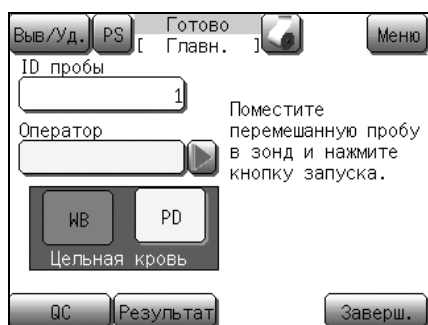 Выв/Уд. PS Готово Меню
[ Главн. ]
ID пробы
1
Поместите
Оператор перемешанную пробу
в зонд и нажмите
кнопку запуска.
WB PD
Цельная кровь
QC Результат Заверш.